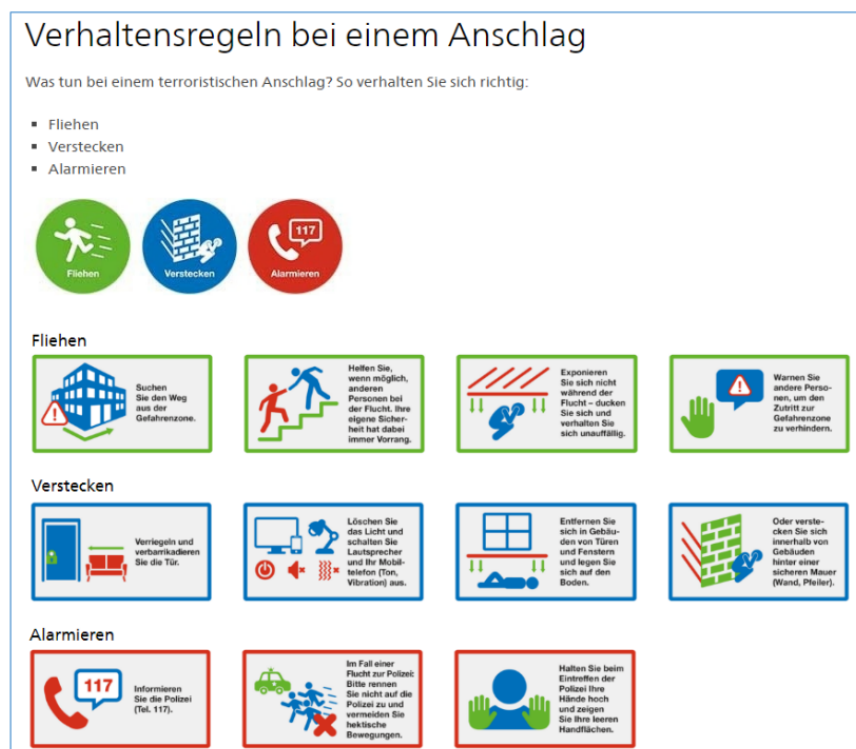 Verhaltensregeln bei einem Anschlag
Was tun bei einem terroristischen Anschlag? So verhalten Sie sich richtig:
Fliehen
Verstecken
Alarmieren
Fliehen
Verstecken
117
Alarmieren
Fliehen
Suchen
Sie den Weg
aus der
Gefahrenzone.
Helfen Sie,
wenn möglich,
anderen
Personen bei
der Flucht. Ihre
eigene Sicher-
heit hat dabei
immer Vorrang.
Exponieren
Sie sich nicht
während der
Flucht – ducken
Sie sich und
verhalten Sie
sich unauffällig.
Warnen Sie
andere Perso-
nen, um den
Zutritt zur
Gefahrenzone
zu verhindern.
Verstecken
Verriegeln und
verbarrikadieren
Sie die Tür.
Löschen Sie
das Licht und
schalten Sie
Lautsprecher
und Ihr Mobil-
telefon (Ton,
Vibration) aus.
Entfernen Sie
sich in Gebäu-
den von Türen
und Fenstern
und legen Sie
sich auf den
Boden.
Oder verste-
cken Sie sich
innerhalb von
Gebäuden
hinter einer
sicheren Mauer
(Wand, Pfeiler).
Alarmieren
117
Informieren
Sie die Polizei
(Tel. 117).
Im Fall einer
Flucht zur Polizei:
Bitte rennen
Sie nicht auf die
Polizei zu und
vermeiden Sie
hektische
Bewegungen.
Halten Sie beim
Eintreffen der
Polizei Ihre
Hände hoch
und zeigen
Sie Ihre leeren
Handflächen.